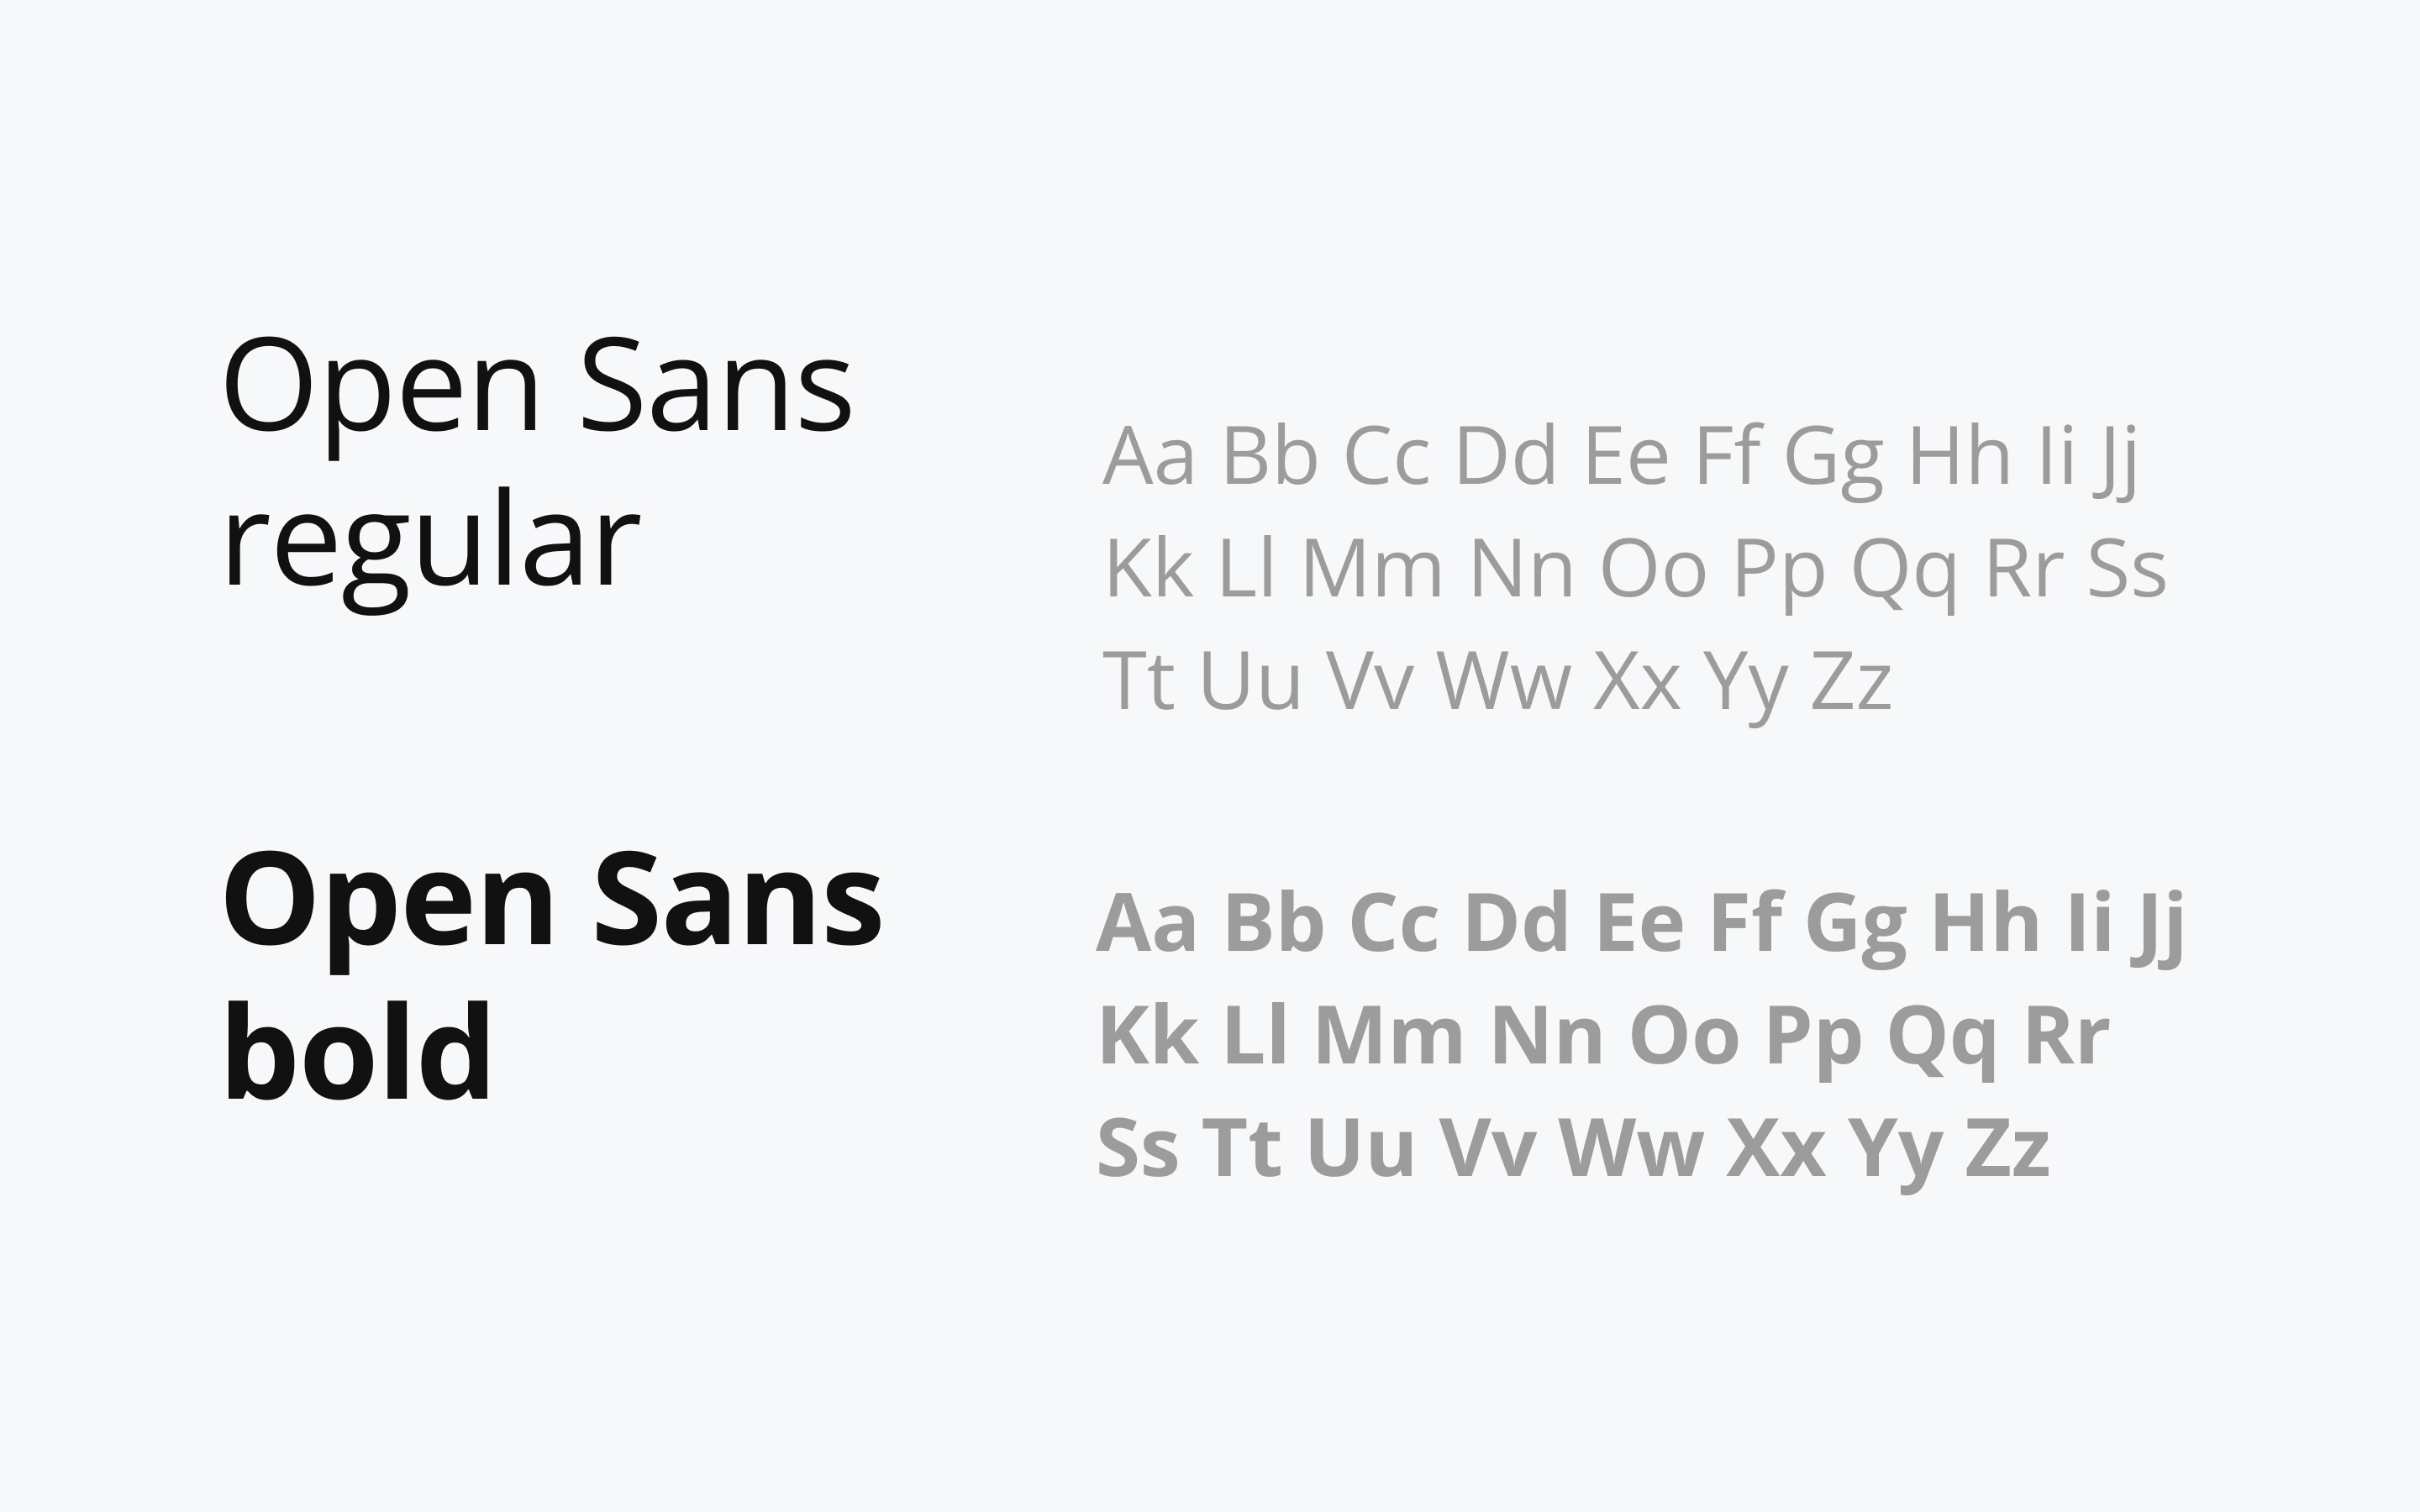 Open Sans
regular
Aa Bb Cc Dd Ee Ff Gg Hh Ii Jj
Kk Ll Mm Nn Oo Pp Qq Rr Ss
Tt Uu Vv Ww Xx Yy Zz
Open Sans
bold
Aa Bb Cc Dd Ee Ff Gg Hh Ii Jj
Kk Ll Mm Nn Oo Pp Qq Rr
Ss Tt Uu Vv Ww Xx Yy Zz